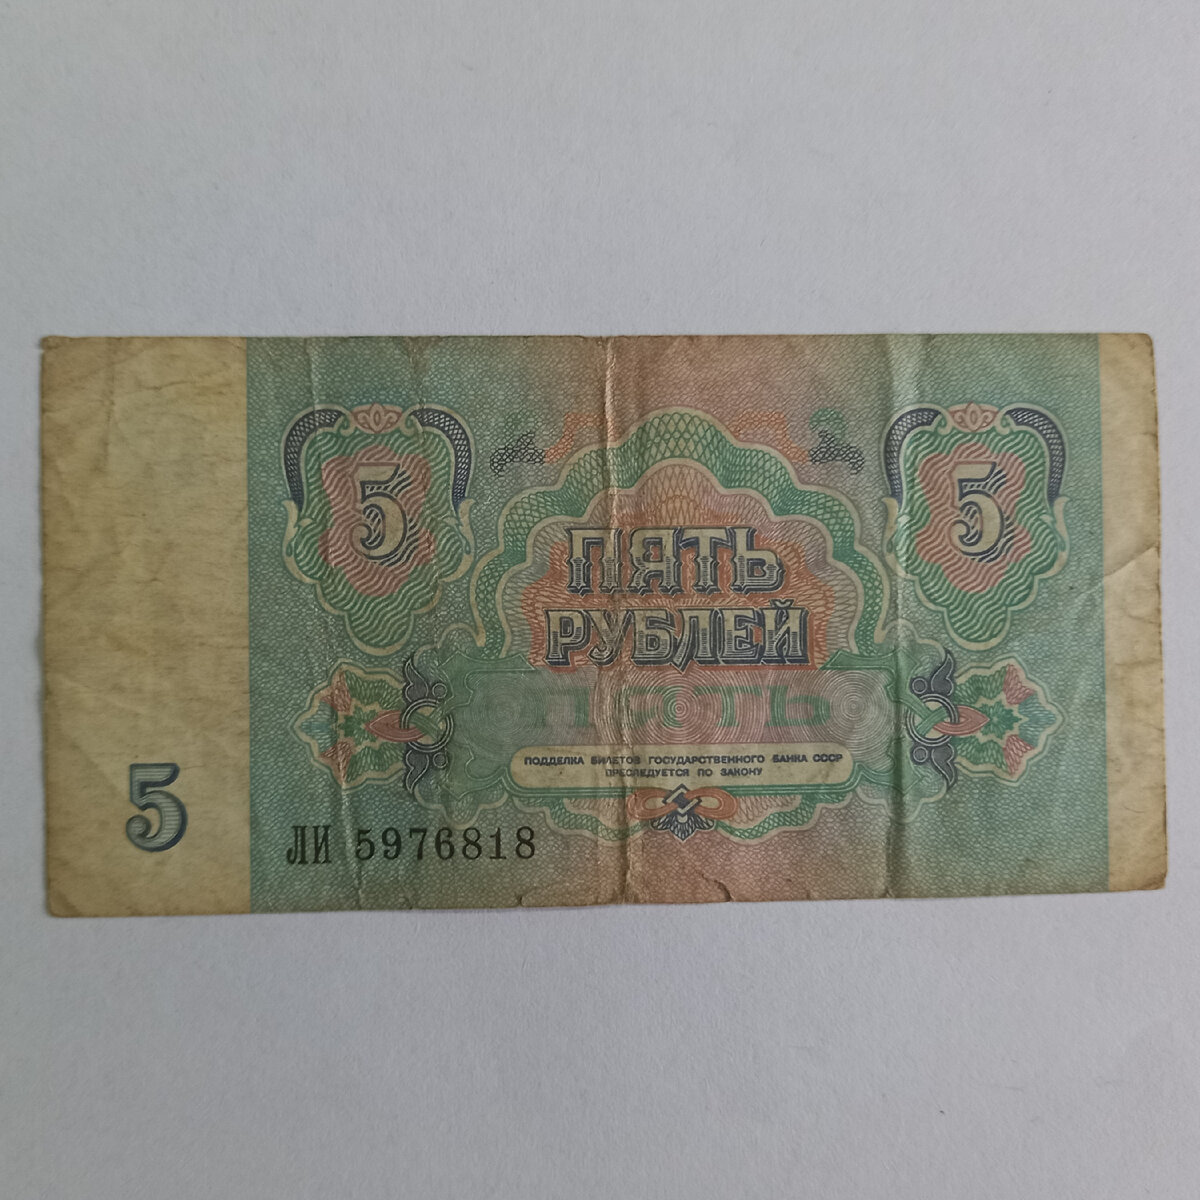 5 5
ПЯТЬ
РУБЛЕЙ
ПЯТЬ
ПОДДЕЛКА БИЛЕТОВ ГОСУДАРСТВЕННОГО БАНКА СССР
ПРЕСЛЕДУЕТСЯ ПО ЗАКОНУ
5
ЛИ 5976818